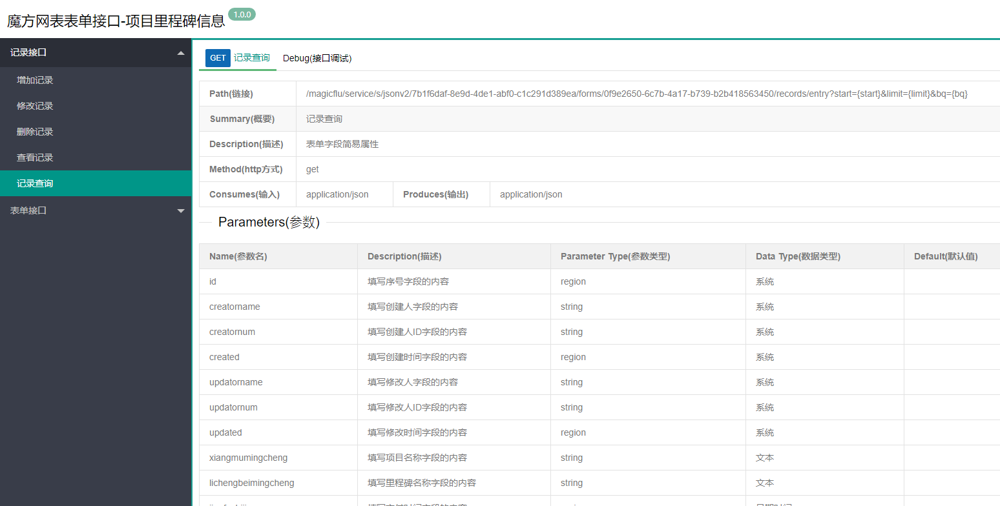 魔方网表表单接口-项目里程碑信息 1.0.0
记录接口
增加记录
修改记录
删除记录
查看记录
记录查询
表单接口
GET 记录查询 Debug(接口调试)
Path(链接) /magicflu/service/s/jsonv2/7b1f6daf-8e9d-4de1-abf0-c1c291d389ea/forms/0f9e2650-6c7b-4a17-b739-b2b418563450/records/entry?start={start}&limit={limit}&bq={bq}
Summary(概要) 记录查询
Description(描述) 表单字段简易属性
Method(http方式) get
Consumes(输入) application/json Produces(输出) application/json
Parameters(参数)
Name(参数名) Description(描述) Parameter Type(参数类型) Data Type(数据类型) Default(默认值)
id 填写序号字段的内容 region 系统
creatorname 填写创建人字段的内容 string 系统
creatornum 填写创建人ID字段的内容 string 系统
created 填写创建时间字段的内容 region 系统
updatorname 填写修改人字段的内容 string 系统
updatornum 填写修改人ID字段的内容 string 系统
updated 填写修改时间字段的内容 region 系统
xiangmumingcheng 填写项目名称字段的内容 string 文本
lichengbeimingcheng 填写里程碑名称字段的内容 string 文本